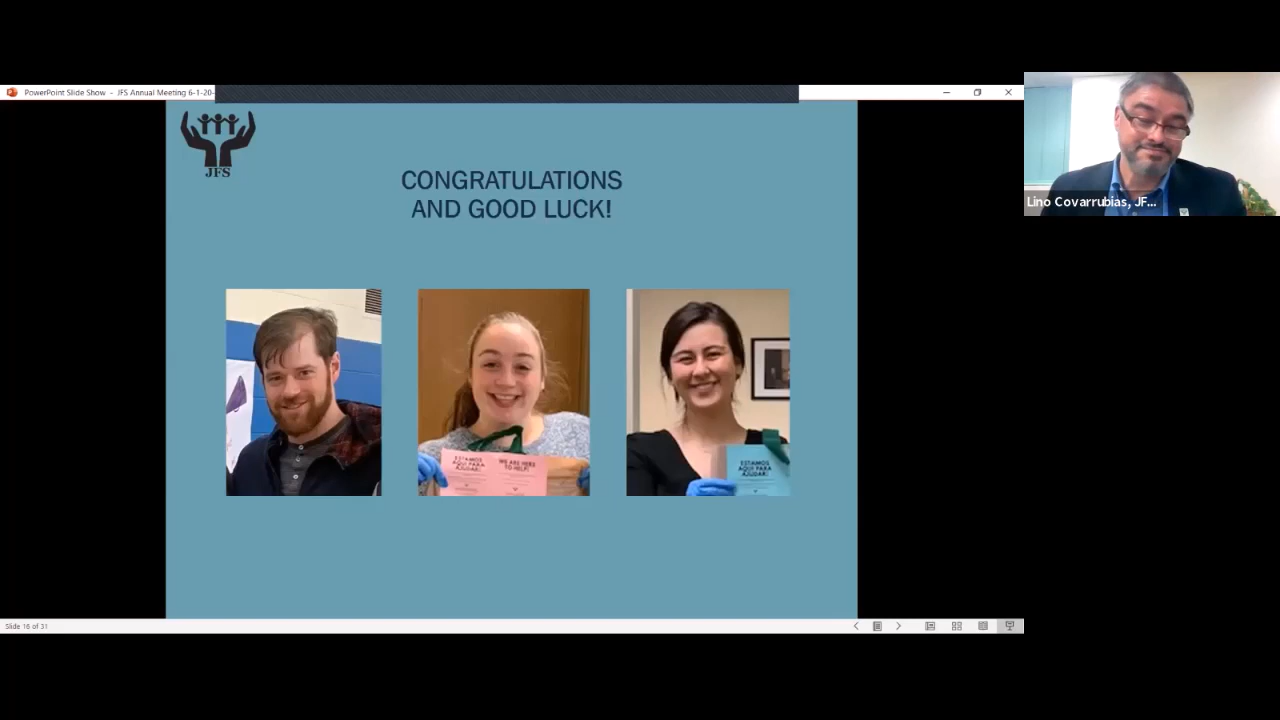 PowerPoint Slide Show - JFS Annual Meeting 6-1-20-
JFS
CONGRATULATIONS
AND GOOD LUCK!
ESTAMOS
AQUI PARA
AJUDAR!
WE ARE HERE
TO HELP!
ESTAMOS
AQUI PARA
AJUDAR!
Lino Covarrubias, JF...
Slide 16 of 31